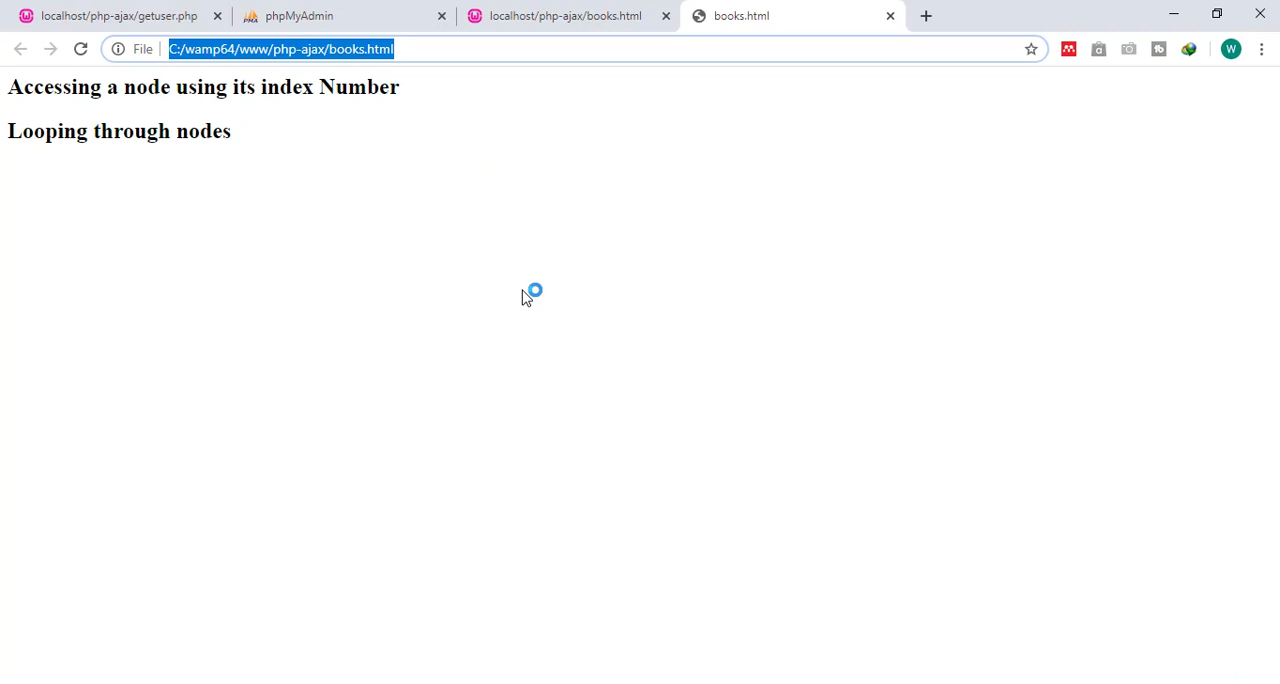 localhost/php-ajax/getuser.php
phpMyAdmin
localhost/php-ajax/books.html
books.html
File
C:/wamp64/www/php-ajax/books.html
W
Accessing a node using its index Number
Looping through nodes